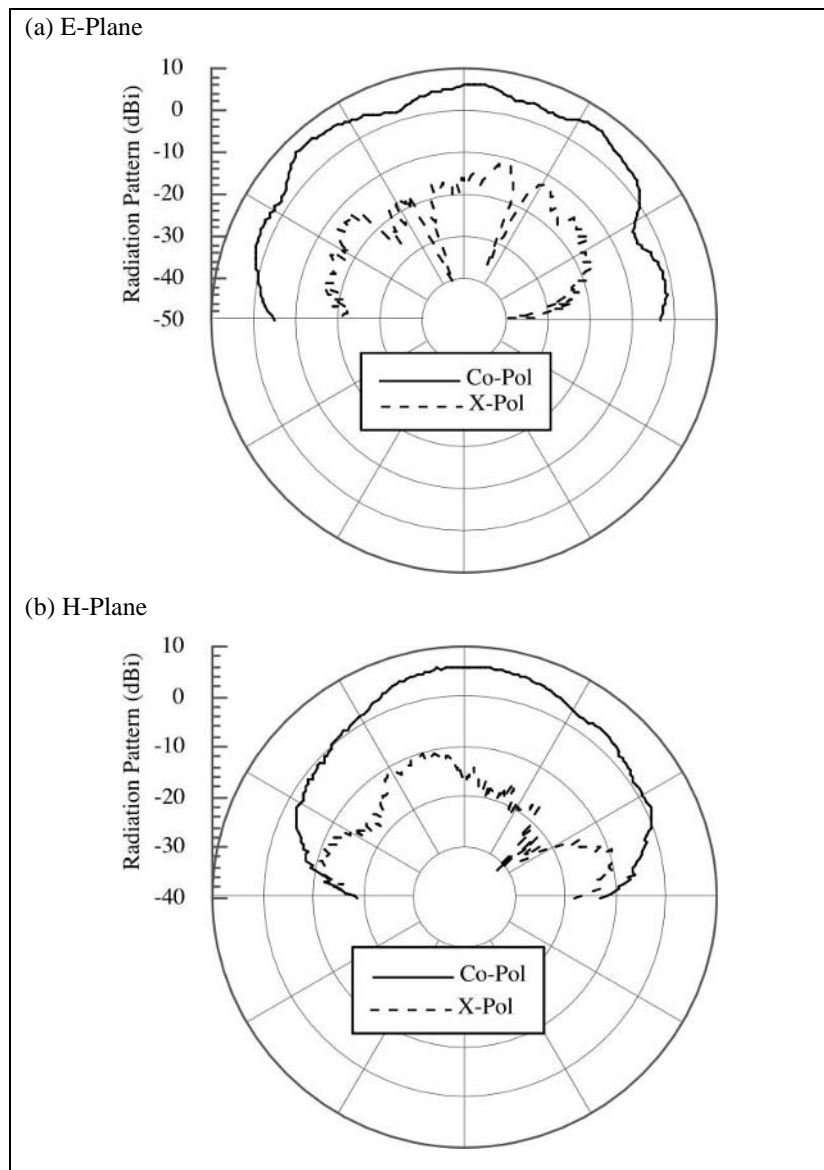 (a) E-Plane
10
0
-10
-20
-30
-40
-50
Radiation Pattern (dBi)
Co-Pol
X-Pol
(b) H-Plane
10
0
-10
-20
-30
-40
Radiation Pattern (dBi)
Co-Pol
X-Pol